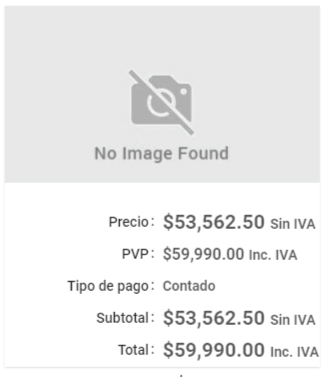 No Image Found
Precio: $53,562.50 Sin IVA
PVP: $59,990.00 Inc. IVA
Tipo de pago: Contado
Subtotal: $53,562.50 Sin IVA
Total: $59,990.00 Inc. IVA